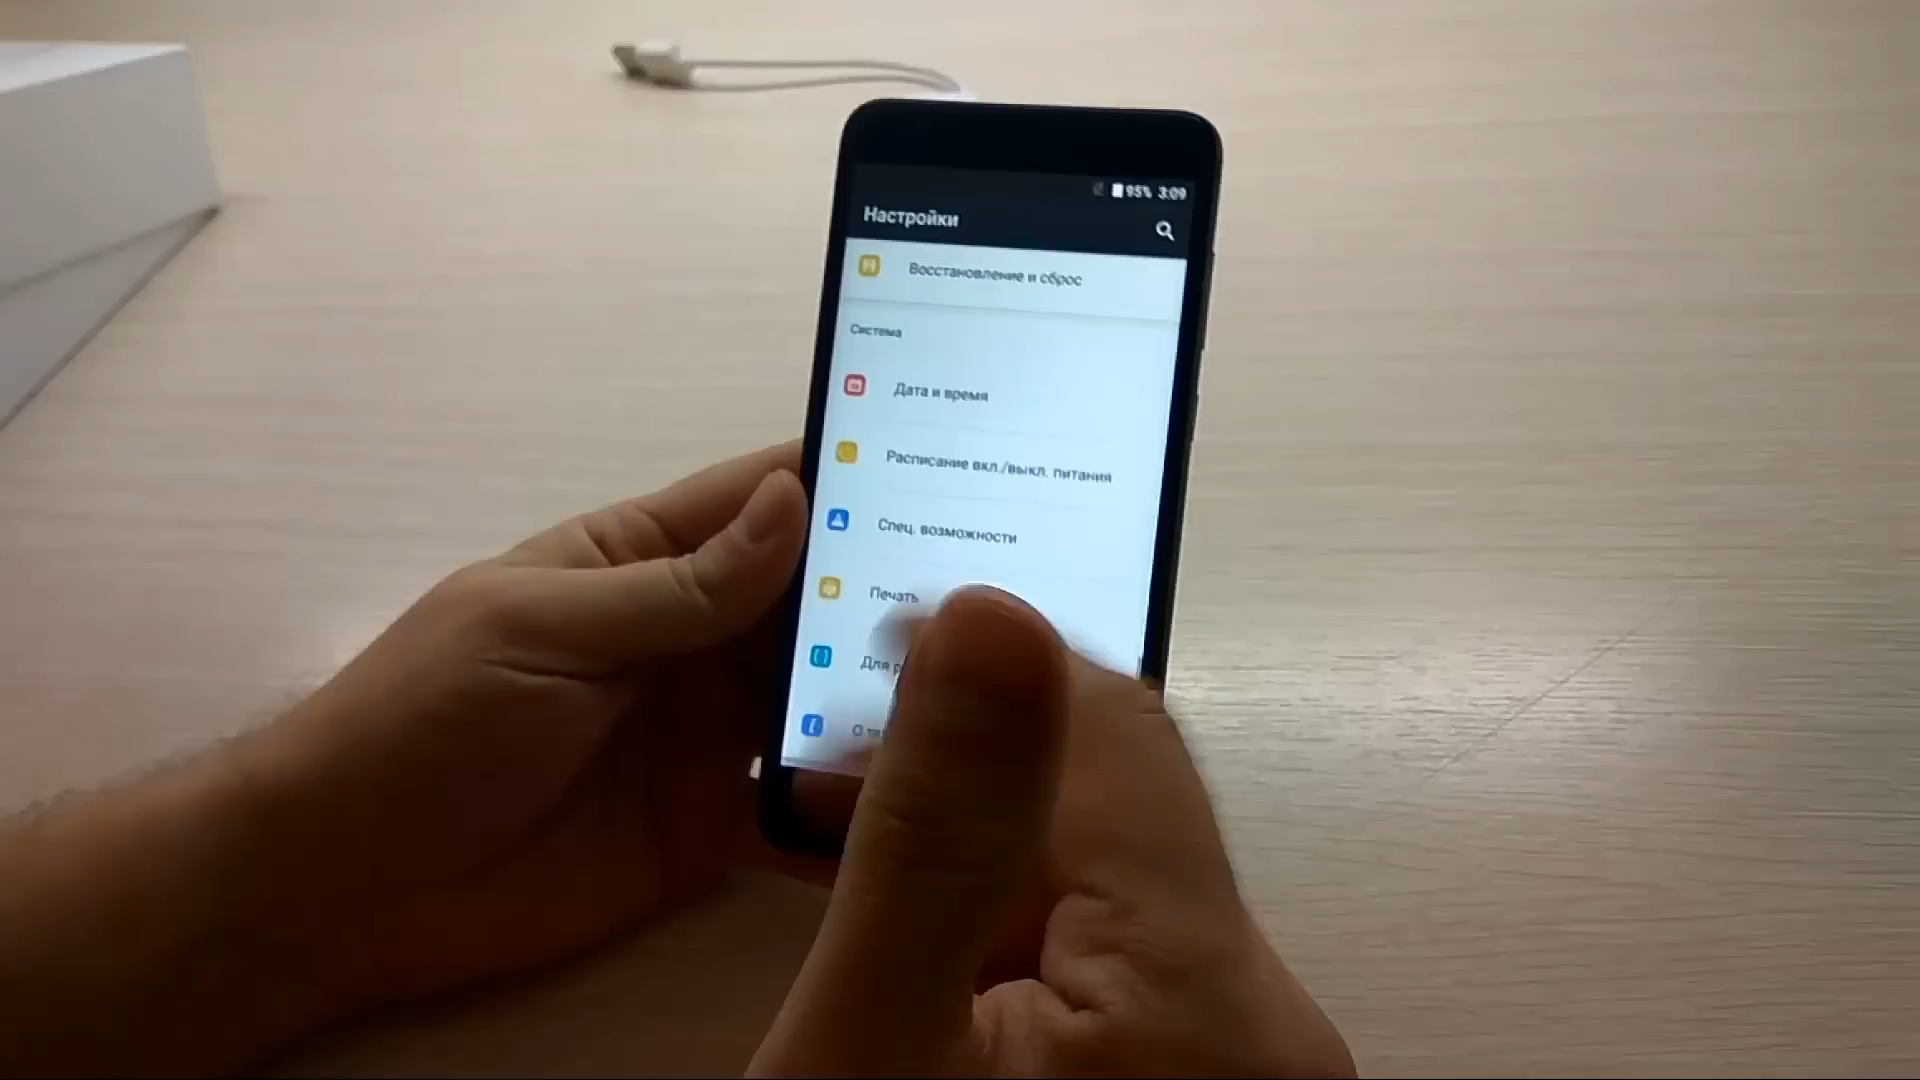 95% 3:09
Настройки
Восстановление и сброс
Система
Дата и время
Расписание вкл./выкл. питания
Спец. возможности
Печать
Для
О